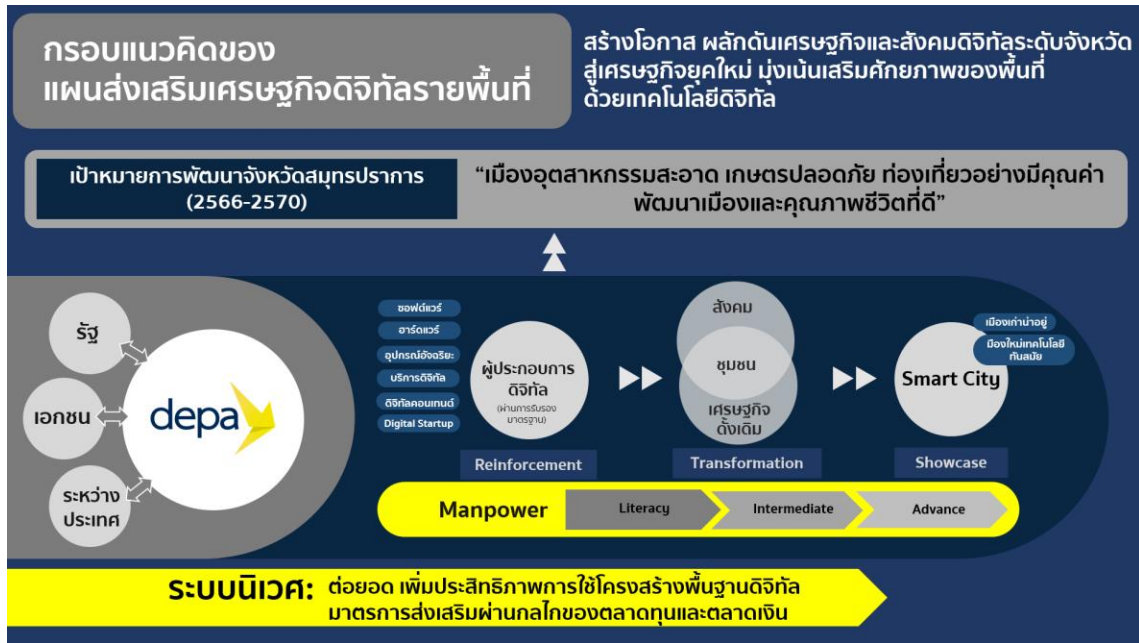 กรอบแนวคิดของ
แผนส่งเสริมเศรษฐกิจดิจิทัลรายพื้นที่
สร้างโอกาส ผลักดันเศรษฐกิจและสังคมดิจิทัลระดับจังหวัด
สู่เศรษฐกิจยุคใหม่ มุ่งเน้นเสริมศักยภาพของพื้นที่
ด้วยเทคโนโลยีดิจิทัล
เป้าหมายการพัฒนาจังหวัดสมุทรปราการ
(2566-2570)
“เมืองอุตสาหกรรมสะอาด เกษตรปลอดภัย ท่องเที่ยวอย่างมีคุณค่า
พัฒนาเมืองและคุณภาพชีวิตที่ดี”
รัฐ
เอกชน
ระหว่าง
ประเทศ
depa
ซอฟต์แวร์
ฮาร์ดแวร์
อุปกรณ์อัจฉริยะ
บริการดิจิทัล
ดิจิทัลคอนเทนต์
Digital Startup
ผู้ประกอบการ
ดิจิทัล
(ผ่านการรับรอง
มาตรฐาน)
Reinforcement
สังคม
ชุมชน
เศรษฐกิจ
ดั้งเดิม
Transformation
เมืองเก่าน่าอยู่
มืองใหม่เทคโนโลยี
ทันสมัย
Smart City
Showcase
Manpower
Literacy
Intermediate
Advance
ระบบนิเวศ: ต่อยอด เพิ่มประสิทธิภาพการใช้โครงสร้างพื้นฐานดิจิทัล
มาตรการส่งเสริมผ่านกลไกของตลาดทุนและตลาดเงิน